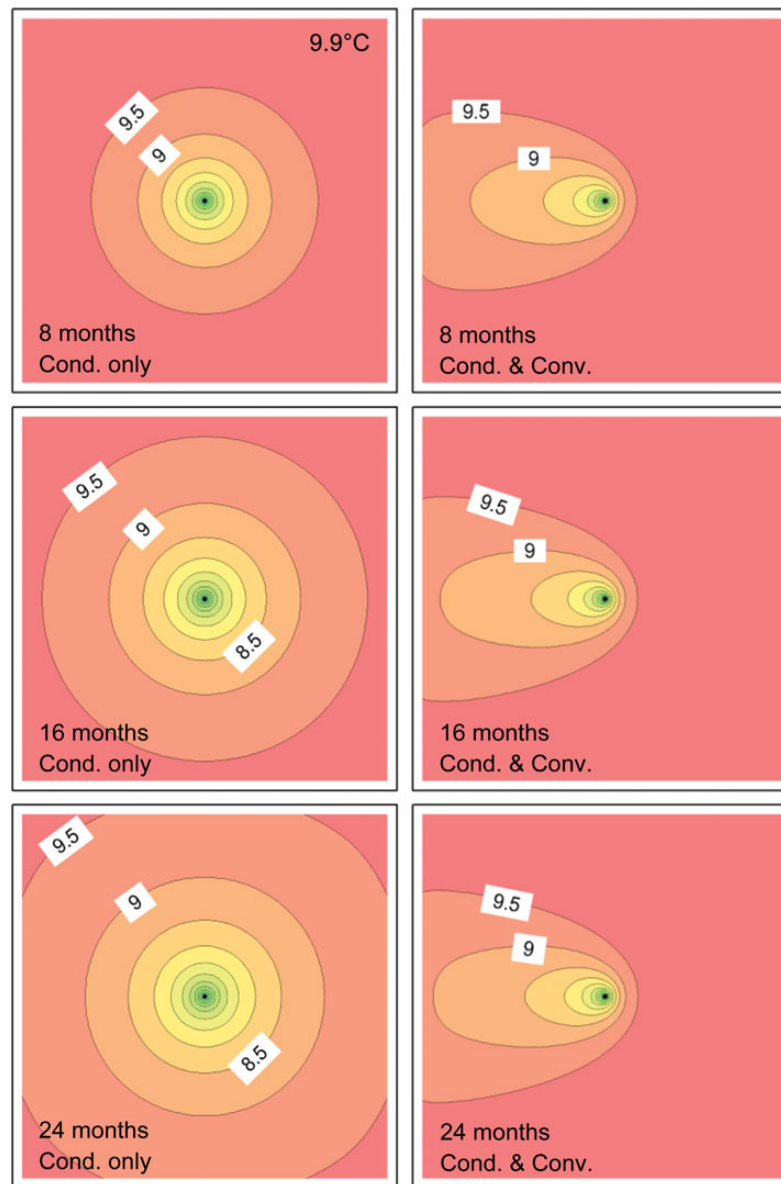 9.9°C
9.5
9
8 months
Cond. only
9.5
9
8 months
Cond. & Conv.
9.5
9
8.5
16 months
Cond. only
9.5
9
16 months
Cond. & Conv.
9.5
9
8.5
24 months
Cond. only
9.5
9
24 months
Cond. & Conv.